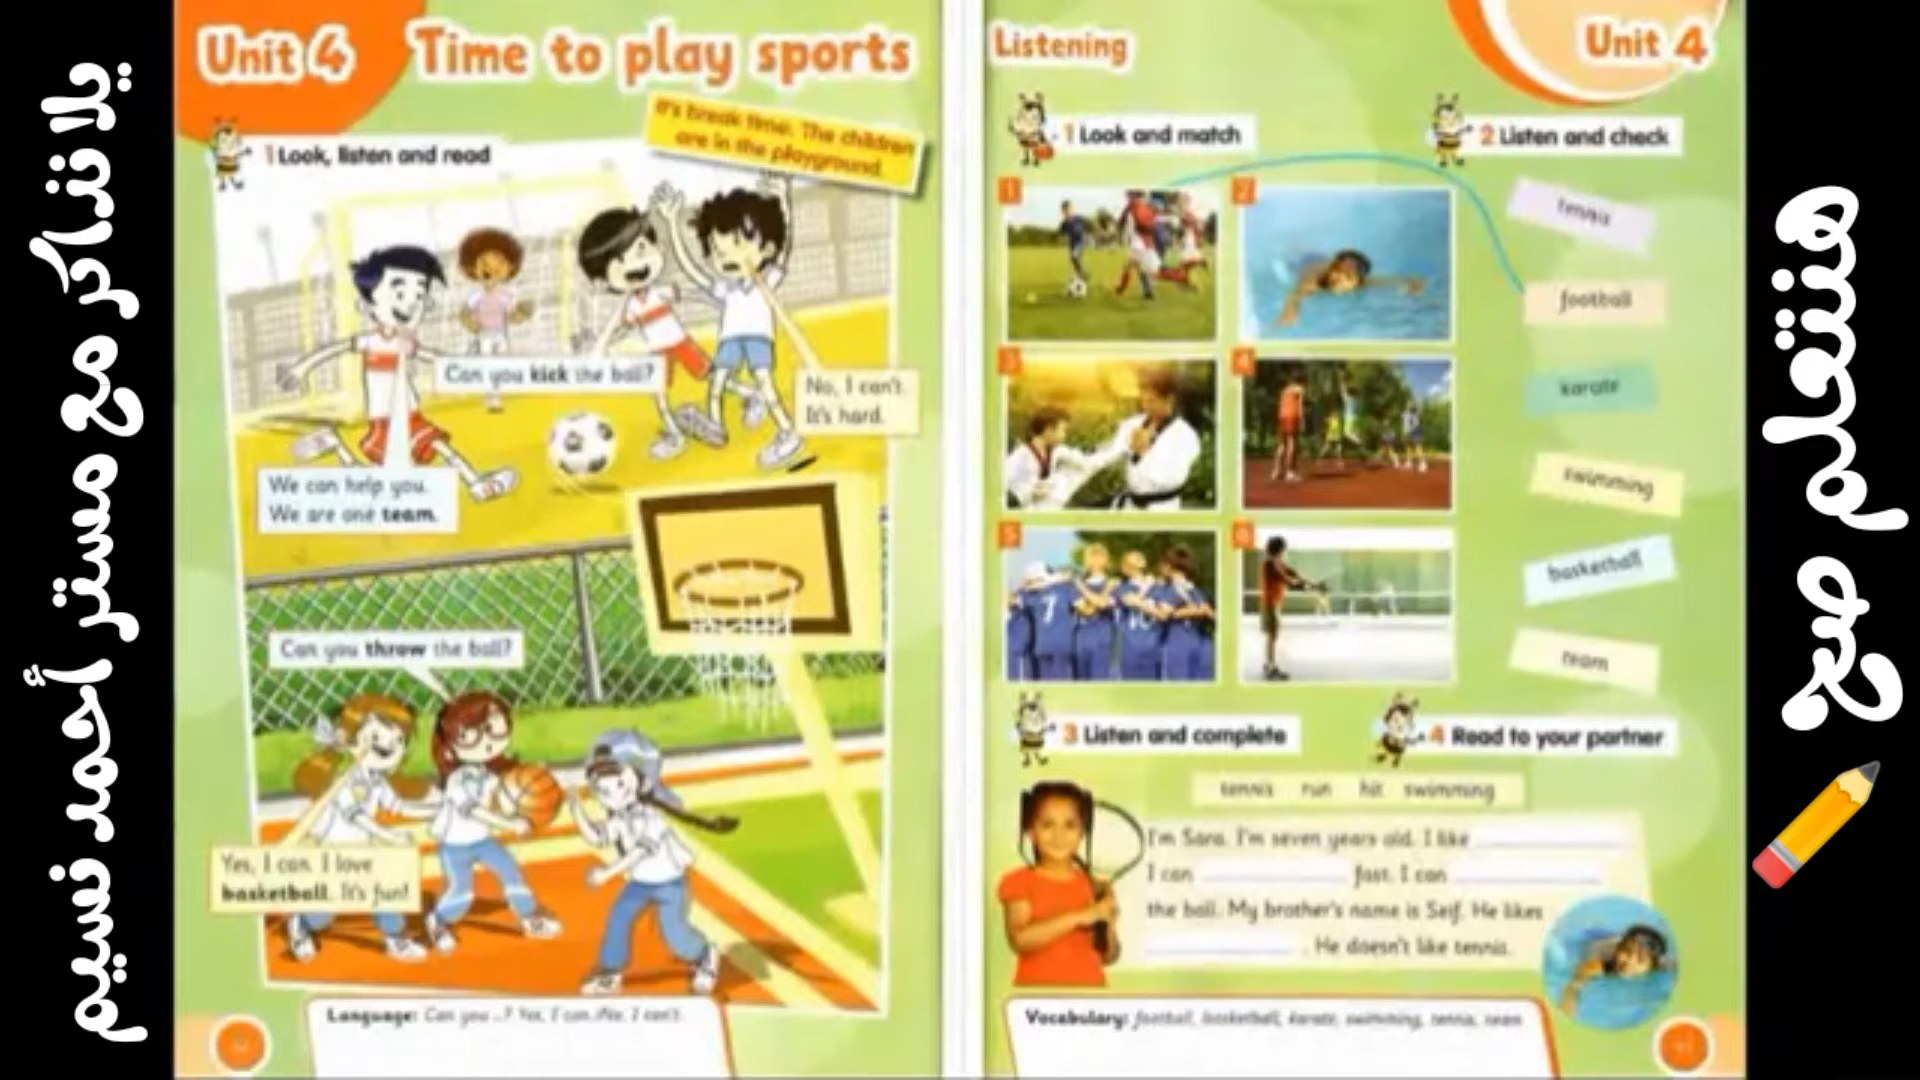 يلا نذاكر مع مستر أحمد نسيم
Unit 4 Time to play sports
It's break time. The children
are in the playground.
1 Look, listen and read
Can you kick the ball?
No, I can't.
It's hard.
We can help you.
We are one team.
Can you throw the ball?
Yes, I can. I love
basketball. It's fun!
Language: Can you ...? Yes, I can./No, I can't.
Listening
Unit 4
1 Look and match
2 Listen and check
1
2
3
4
5
6
tennis
football
karate
swimming
basketball
team
3 Listen and complete
4 Read to your partner
tennis run hit swimming
I'm Sara. I'm seven years old. I like
I can fast. I can
the ball. My brother's name is Seif. He likes
. He doesn't like tennis.
Vocabulary: football, basketball, karate, swimming, tennis, team
هنتعلم صح